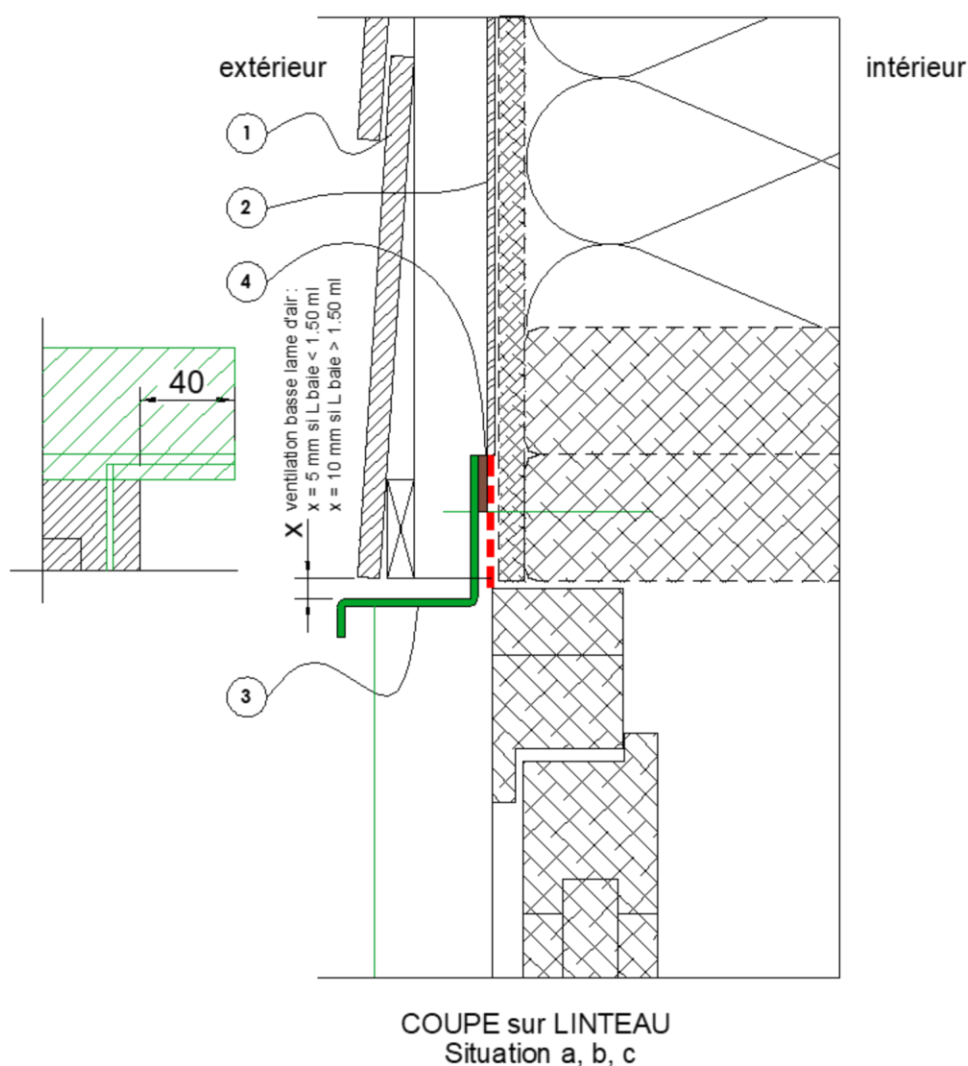 extérieur
intérieur
1
2
4
ventilation basse lame d'air :
x = 5 mm si L baie < 1.50 ml
x = 10 mm si L baie > 1.50 ml
X
40
3
COUPE sur LINTEAU
Situation a, b, c